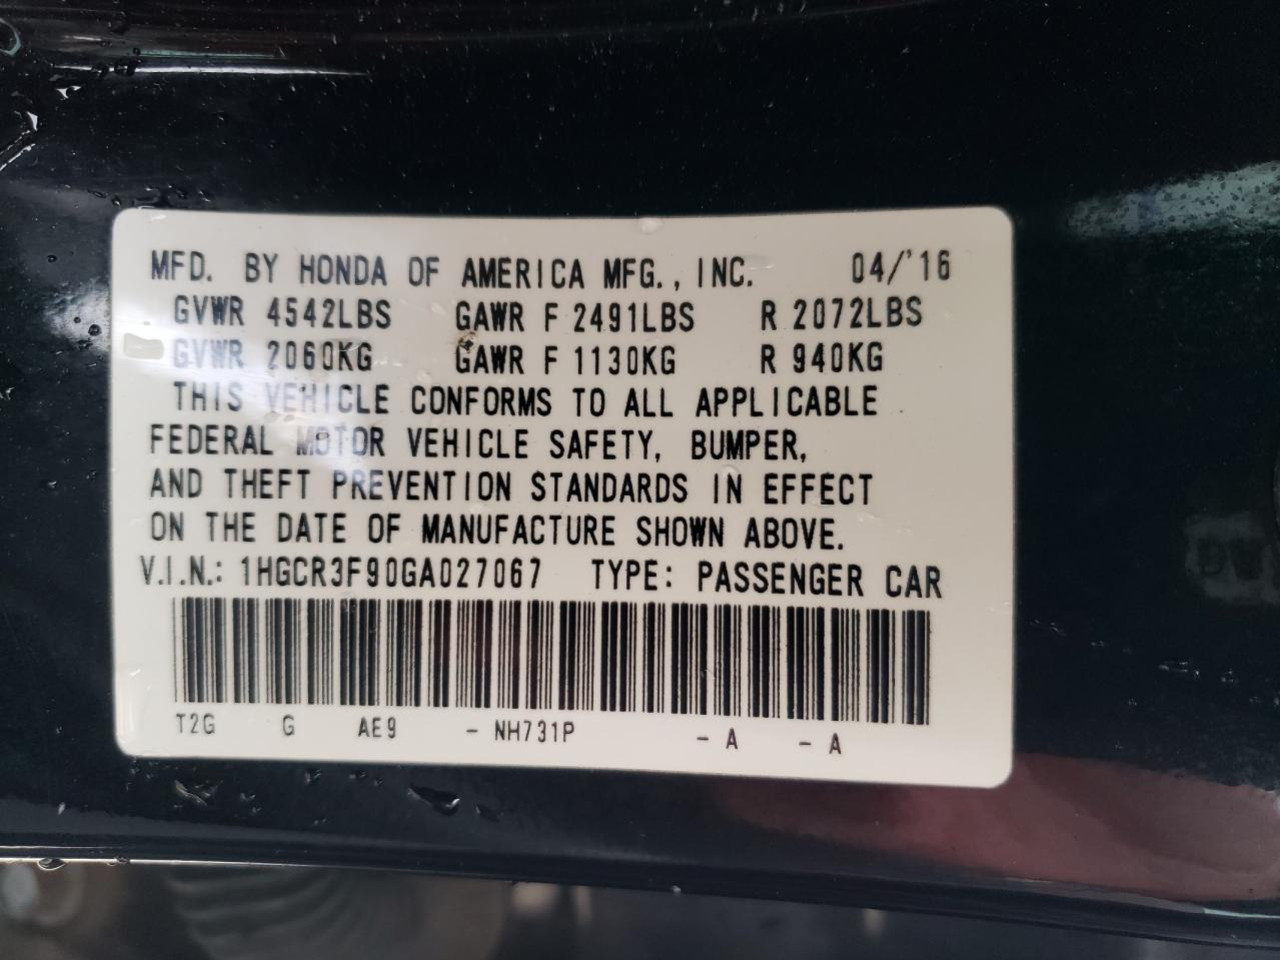 MFD. BY HONDA OF AMERICA MFG., INC. 04/'16
GVWR 4542LBS GAWR F 2491LBS R 2072LBS
GVWR 2060KG GAWR F 1130KG R 940KG
THIS VEHICLE CONFORMS TO ALL APPLICABLE
FEDERAL MOTOR VEHICLE SAFETY, BUMPER,
AND THEFT PREVENTION STANDARDS IN EFFECT
ON THE DATE OF MANUFACTURE SHOWN ABOVE.
V.I.N.: 1HGCR3F90GA027067 TYPE: PASSENGER CAR
T2G G AE9 - NH731P - A - A